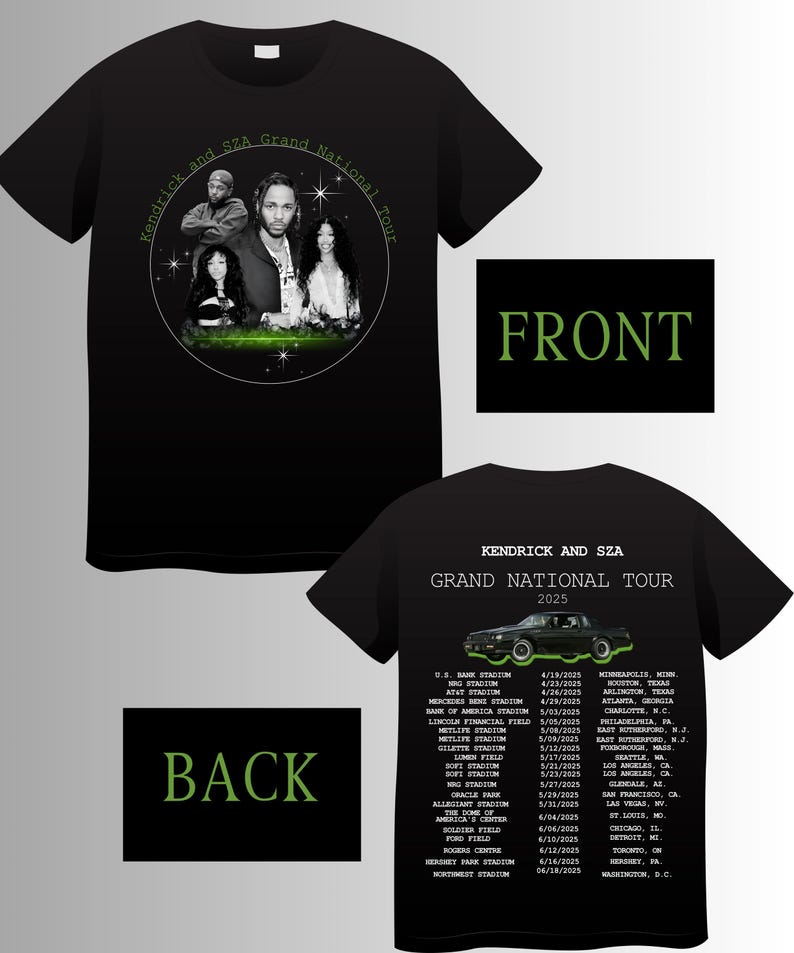 Kendrick and SZA Grand National Tour
FRONT
KENDRICK AND SZA
GRAND NATIONAL TOUR
2025
U.S. BANK STADIUM 4/19/2025 MINNEAPOLIS, MINN.
NRG STADIUM 4/23/2025 HOUSTON, TEXAS
AT&T STADIUM 4/26/2025 ARLINGTON, TEXAS
MERCEDES BENZ STADIUM 4/29/2025 ATLANTA, GEORGIA
BANK OF AMERICA STADIUM 5/03/2025 CHARLOTTE, N.C.
LINCOLN FINANCIAL FIELD 5/05/2025 PHILADELPHIA, PA.
METLIFE STADIUM 5/08/2025 EAST RUTHERFORD, N.J.
METLIFE STADIUM 5/09/2025 EAST RUTHERFORD, N.J.
GILETTE STADIUM 5/12/2025 FOXBOROUGH, MASS.
LUMEN FIELD 5/17/2025 SEATTLE, WA.
SOFI STADIUM 5/21/2025 LOS ANGELES, CA.
SOFI STADIUM 5/23/2025 LOS ANGELES, CA.
NRG STADIUM 5/27/2025 GLENDALE, AZ.
ORACLE PARK 5/29/2025 SAN FRANCISCO, CA.
ALLEGIANT STADIUM 5/31/2025 LAS VEGAS, NV.
THE DOME OF
AMERICA'S CENTER 6/04/2025 ST.LOUIS, MO.
SOLDIER FIELD 6/06/2025 CHICAGO, IL.
FORD FIELD 6/10/2025 DETROIT, MI.
ROGERS CENTRE 6/12/2025 TORONTO, ON
HERSHEY PARK STADIUM 6/16/2025 HERSHEY, PA.
NORTHWEST STADIUM 06/18/2025 WASHINGTON, D.C.
BACK